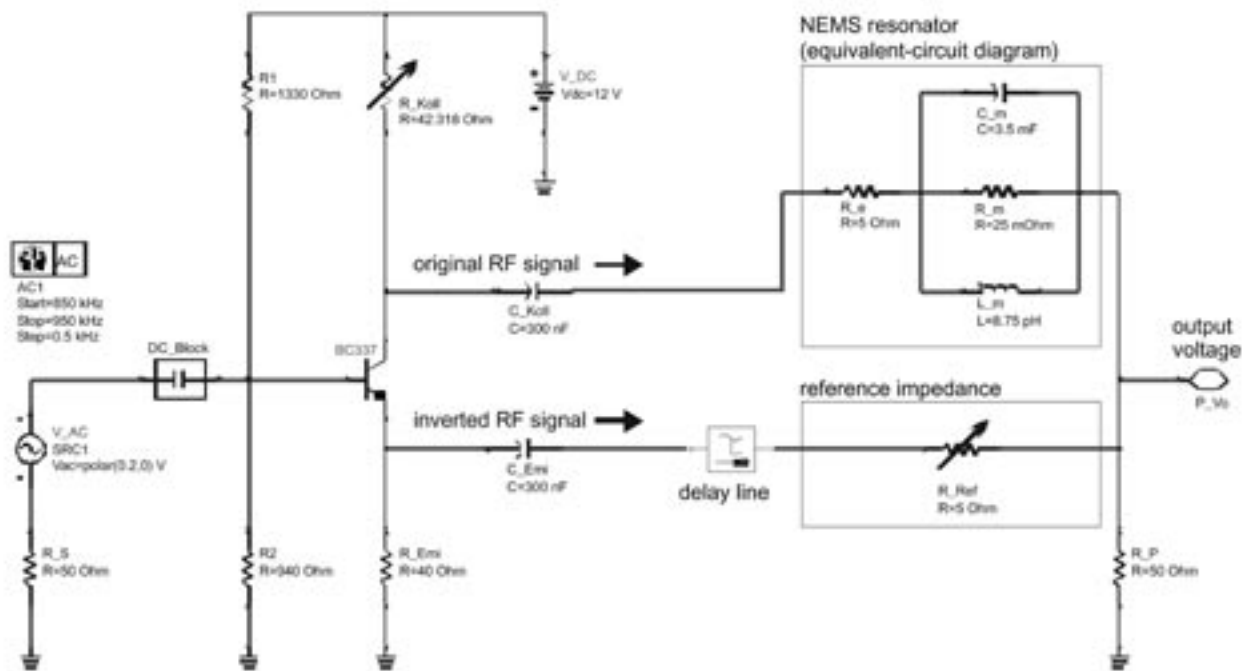 NEMS resonator
(equivalent-circuit diagram)
R1
R=1330 Ohm
R_Koll
R=42.318 Ohm
V_DC
Vdc=12 V
C_m
C=3.5 mF
R_e
R=5 Ohm
R_m
R=25 mOhm
L_m
L=8.75 pH
original RF signal
C_Koll
C=300 nF
AC
AC1
Start=850 kHz
Stop=950 kHz
Step=0.5 kHz
DC_Block
BC337
output
voltage
P_Vo
reference impedance
inverted RF signal
V_AC
SRC1
Vac=polar(0.2,0) V
C_Emi
C=300 nF
delay line
R_Ref
R=5 Ohm
R_S
R=50 Ohm
R2
R=940 Ohm
R_Emi
R=40 Ohm
R_P
R=50 Ohm